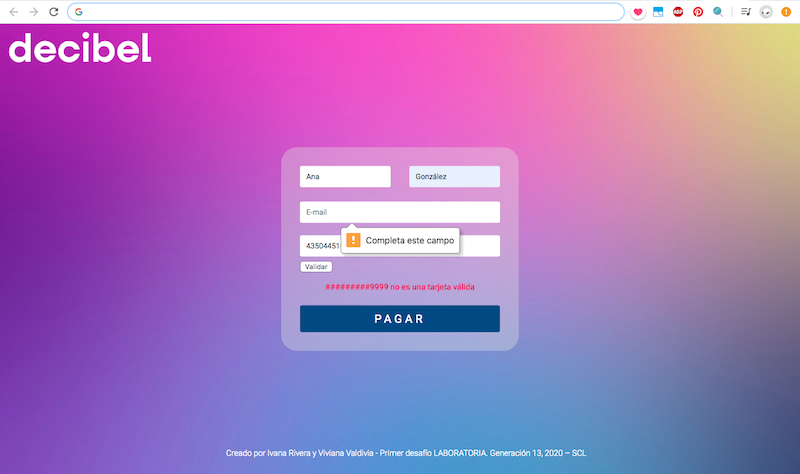 decibel
Ana
González
E-mail
Completa este campo
43504451
Validar
#########9999 no es una tarjeta válida
PAGAR
Creado por Ivana Rivera y Viviana Valdivia - Primer desafío LABORATORIA. Generación 13, 2020 – SCL